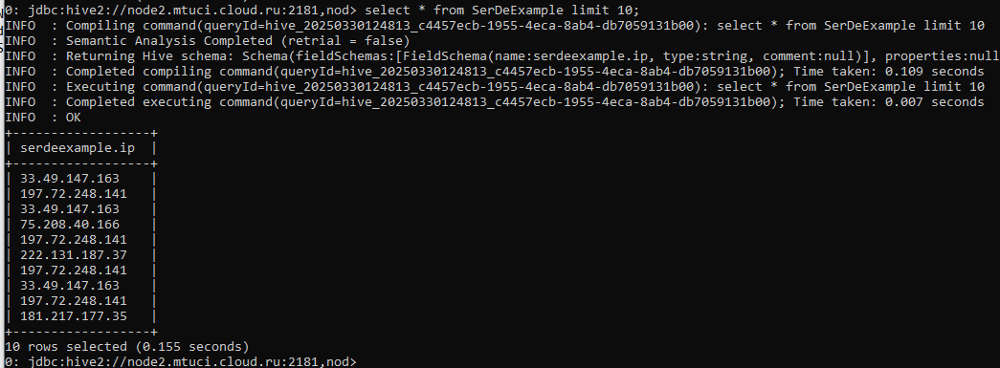 0: jdbc:hive2://node2.mtuci.cloud.ru:2181,nod> select * from SerDeExample limit 10;
INFO  : Compiling command(queryId=hive_20250330124813_c4457ecb-1955-4eca-8ab4-db7059131b00): select * from SerDeExample limit 10
INFO  : Semantic Analysis Completed (retrial = false)
INFO  : Returning Hive schema: Schema(fieldSchemas:[FieldSchema(name:serdeexample.ip, type:string, comment:null)], properties:null
INFO  : Completed compiling command(queryId=hive_20250330124813_c4457ecb-1955-4eca-8ab4-db7059131b00); Time taken: 0.109 seconds
INFO  : Executing command(queryId=hive_20250330124813_c4457ecb-1955-4eca-8ab4-db7059131b00): select * from SerDeExample limit 10
INFO  : Completed executing command(queryId=hive_20250330124813_c4457ecb-1955-4eca-8ab4-db7059131b00); Time taken: 0.007 seconds
INFO  : OK
+------------------+
| serdeexample.ip  |
+------------------+
| 33.49.147.163    |
| 197.72.248.141   |
| 33.49.147.163    |
| 75.208.40.166    |
| 197.72.248.141   |
| 222.131.187.37   |
| 197.72.248.141   |
| 33.49.147.163    |
| 197.72.248.141   |
| 181.217.177.35   |
+------------------+
10 rows selected (0.155 seconds)
0: jdbc:hive2://node2.mtuci.cloud.ru:2181,nod>